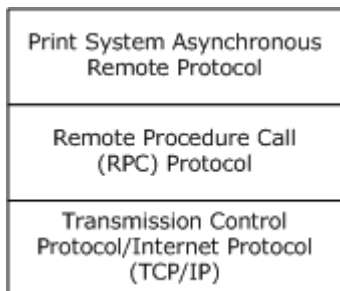 Print System Asynchronous
Remote Protocol
Remote Procedure Call
(RPC) Protocol
Transmission Control
Protocol/Internet Protocol
(TCP/IP)